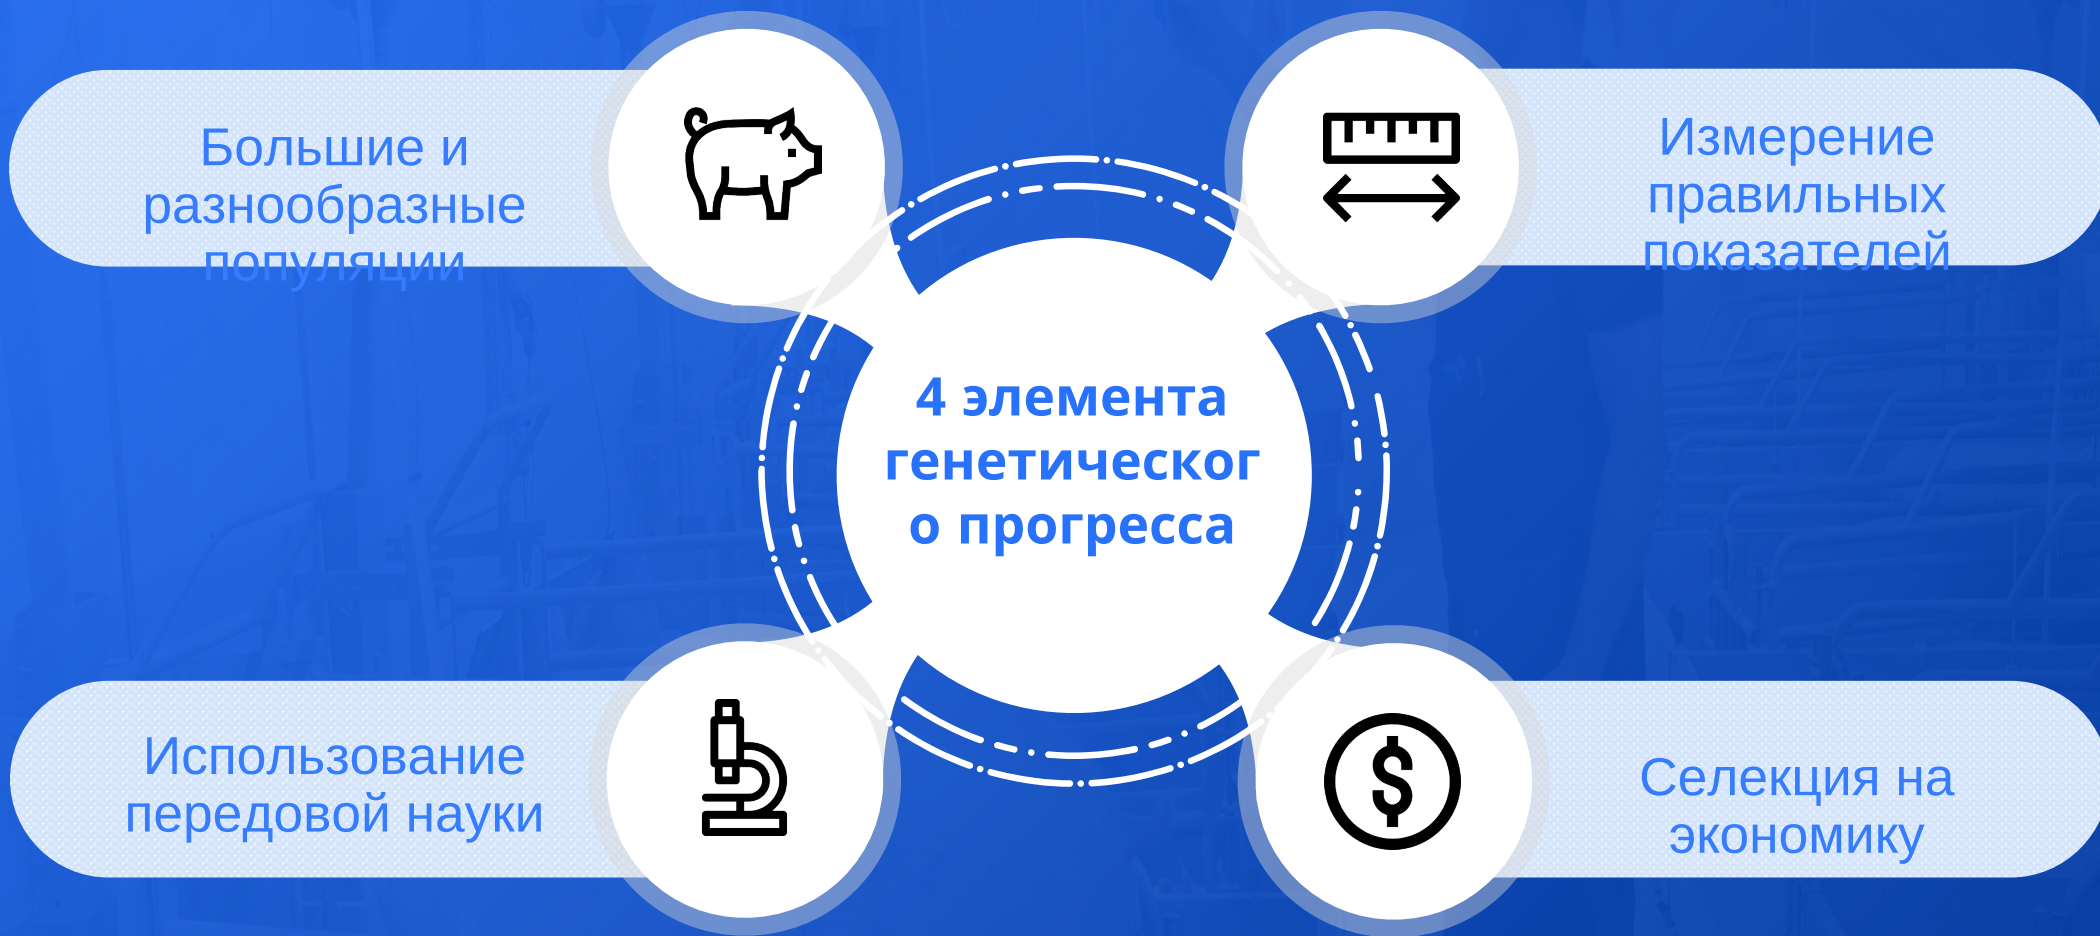 Большие и
разнообразные
популяции
Измерение
правильных
показателей
4 элемента
генетическог
о прогресса
Использование
передовой науки
Селекция на
экономику